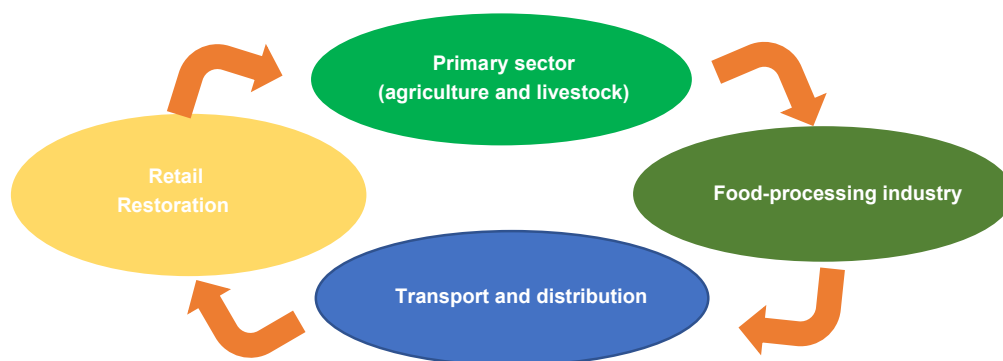 Primary sector
(agriculture and livestock)
Retail
Restoration
Food-processing industry
Transport and distribution